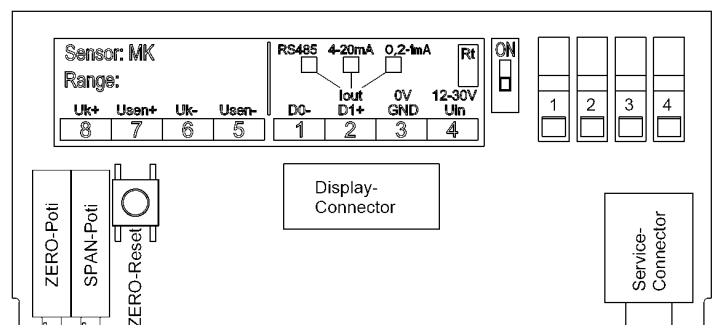 Sensor: MK
Range:
Uk+ Usen+ Uk- Usen-
8 7 6 5
RS485 4-20mA 0,2-1mA
Rt
Iout 0V 12-30V
D0- D1+ GND Uin
1 2 3 4
ON
1 2 3 4
Display-
Connector
ZERO-Poti
SPAN-Poti
ZERO-Reset
Service-
Connector